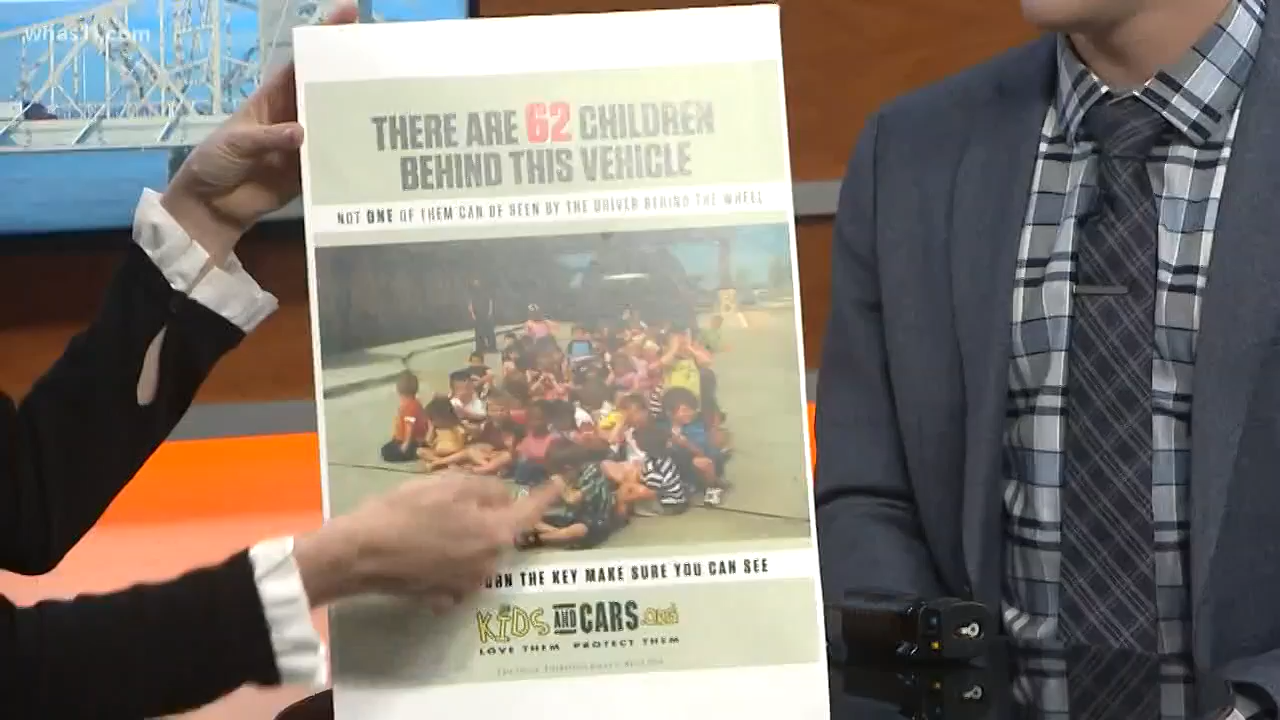 whas11.com
THERE ARE 62 CHILDREN
BEHIND THIS VEHICLE
NOT ONE OF THEM CAN BE SEEN BY THE DRIVER BEHIND THE WHEEL
THE KEY MAKE SURE YOU CAN SEE
KIDS AND CARS.ORG
LOVE THEM PROTECT THEM